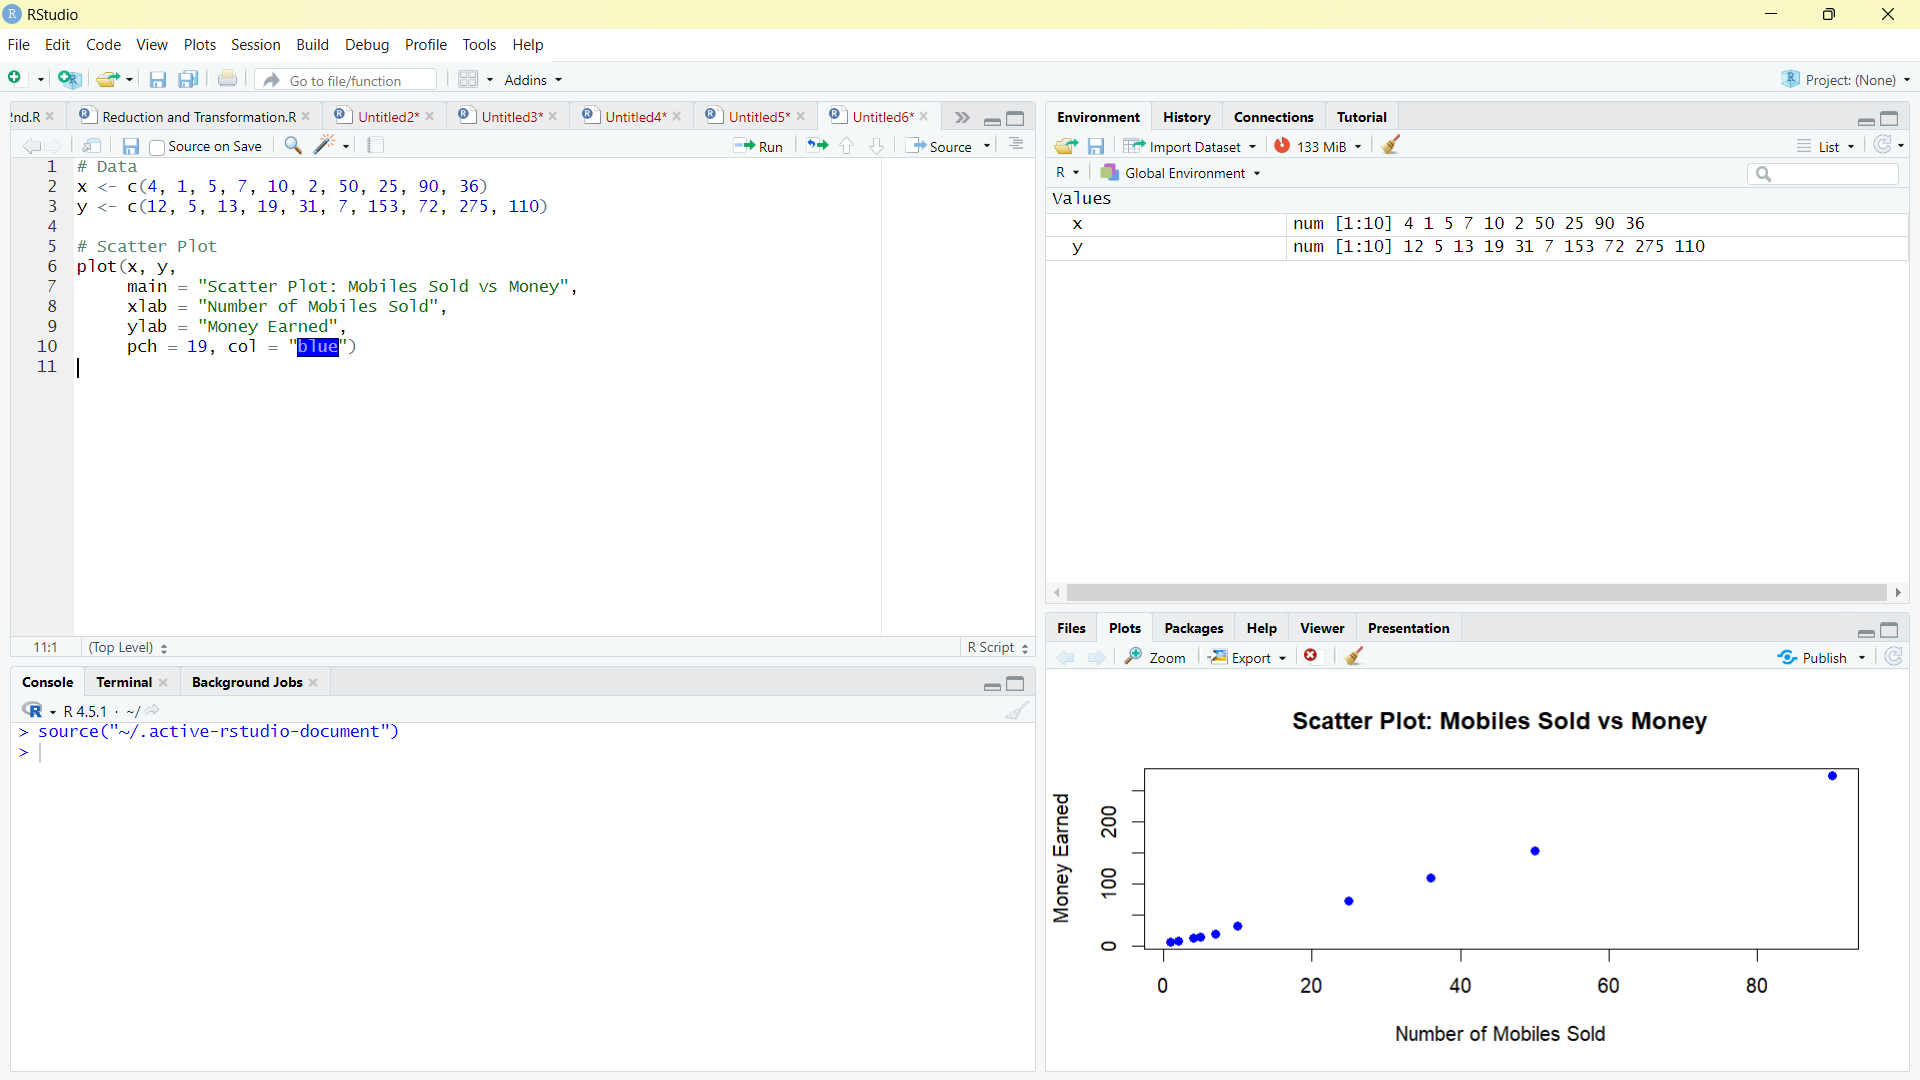 RStudio
File Edit Code View Plots Session Build Debug Profile Tools Help
Go to file/function Addins Project: (None)
2nd.R Reduction and Transformation.R Untitled2* Untitled3* Untitled4* Untitled5* Untitled6*
Source on Save Run Source
1 # Data
2 x <- c(4, 1, 5, 7, 10, 2, 50, 25, 90, 36)
3 y <- c(12, 5, 13, 19, 31, 7, 153, 72, 275, 110)
4
5 # Scatter Plot
6 plot(x, y,
7 main = "Scatter Plot: Mobiles Sold vs Money",
8 xlab = "Number of Mobiles Sold",
9 ylab = "Money Earned",
10 pch = 19, col = "blue")
11
11:1 (Top Level) R Script
Console Terminal Background Jobs
R 4.5.1 · ~/
> source("~/.active-rstudio-document")
>
Environment History Connections Tutorial
Import Dataset 133 MiB List
R Global Environment
Values
x num [1:10] 4 1 5 7 10 2 50 25 90 36
y num [1:10] 12 5 13 19 31 7 153 72 275 110
Files Plots Packages Help Viewer Presentation
Zoom Export Publish
Scatter Plot: Mobiles Sold vs Money
Money Earned
200
100
0
0 20 40 60 80
Number of Mobiles Sold